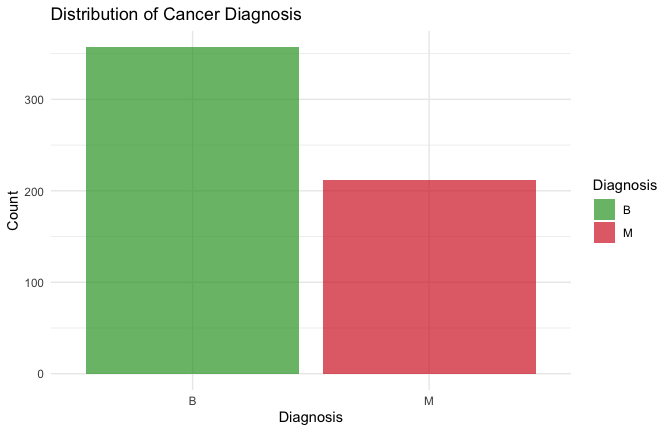 Distribution of Cancer Diagnosis
Count
300
200
100
0
B
M
Diagnosis
Diagnosis
B
M